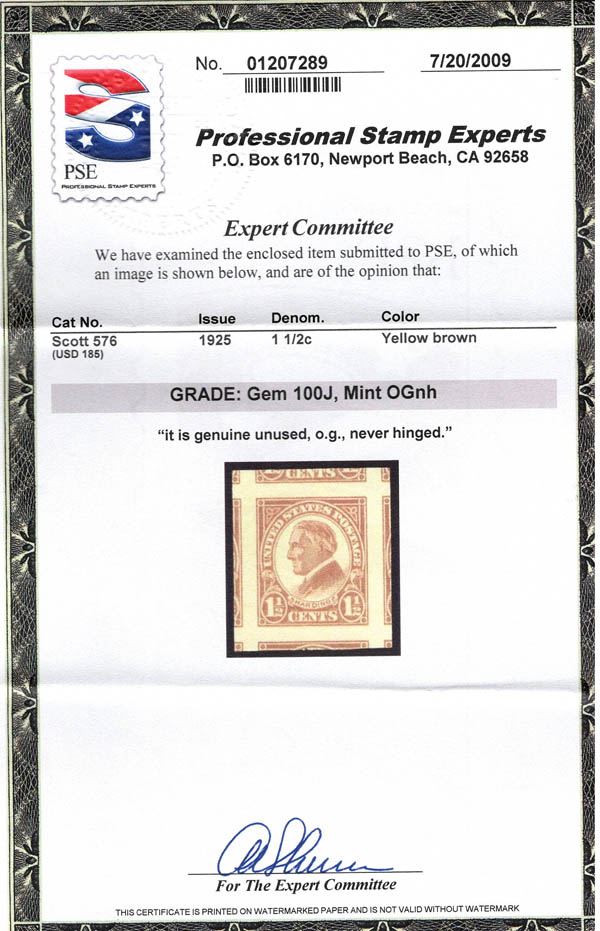 No. 01207289 7/20/2009
PSE
PROFESSIONAL STAMP EXPERTS
Professional Stamp Experts
P.O. Box 6170, Newport Beach, CA 92658
Expert Committee
We have examined the enclosed item submitted to PSE, of which
an image is shown below, and are of the opinion that:
Cat No. Issue Denom. Color
Scott 576 1925 1 1/2c Yellow brown
(USD 185)
GRADE: Gem 100J, Mint OGnh
“it is genuine unused, o.g., never hinged.”
CENTS
UNITED STATES POSTAGE
HARDING
1½ CENTS 1½
For The Expert Committee
THIS CERTIFICATE IS PRINTED ON WATERMARKED PAPER AND IS NOT VALID WITHOUT WATERMARK